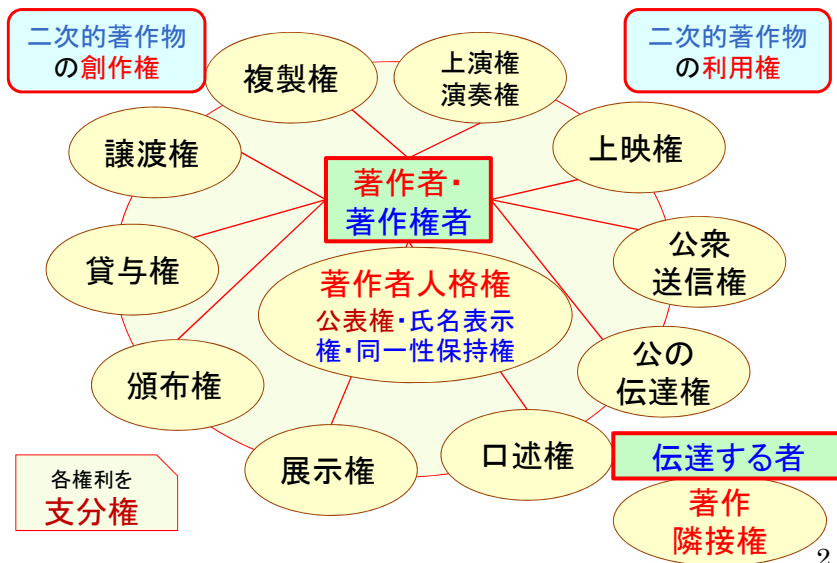 二次的著作物
の創作権
二次的著作物
の利用権
複製権
上演権
演奏権
譲渡権
上映権
著作者・
著作権者
貸与権
公衆
送信権
著作者人格権
公表権・氏名表示
権・同一性保持権
頒布権
公の
伝達権
展示権
口述権
伝達する者
各権利を
支分権
著作
隣接権
2